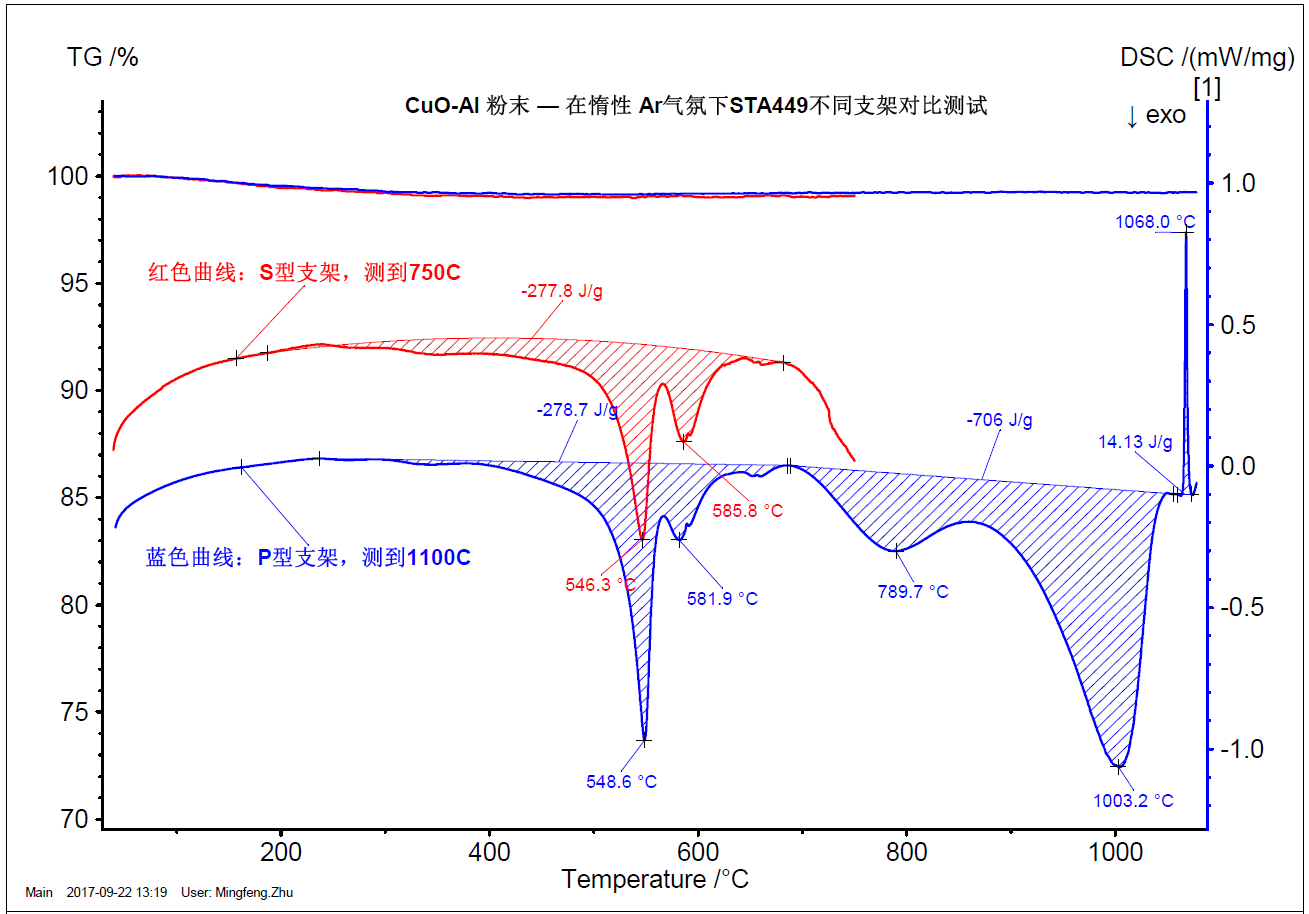 TG /%
DSC /(mW/mg)
[1]
CuO-Al 粉末 — 在惰性 Ar气氛下STA449不同支架对比测试
↓ exo
100
95
90
85
80
75
70
1.0
0.5
0.0
-0.5
-1.0
1068.0 °C
红色曲线：S型支架，测到750C
-277.8 J/g
-278.7 J/g
-706 J/g
14.13 J/g
585.8 °C
蓝色曲线：P型支架，测到1100C
546.3 °C
581.9 °C
789.7 °C
548.6 °C
1003.2 °C
200
400
600
800
1000
Temperature /°C
Main 2017-09-22 13:19 User: Mingfeng.Zhu